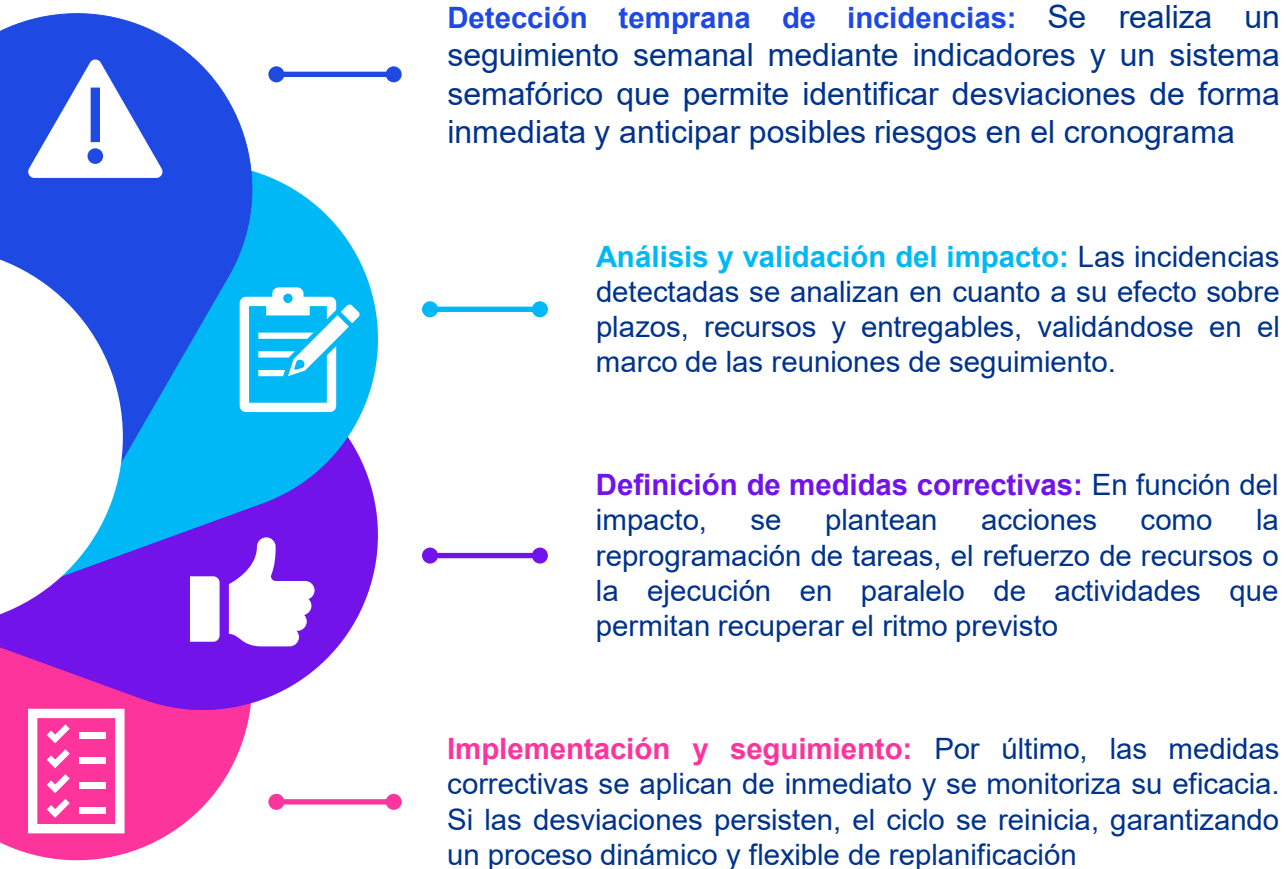 Detección temprana de incidencias: Se realiza un
seguimiento semanal mediante indicadores y un sistema
semafórico que permite identificar desviaciones de forma
inmediata y anticipar posibles riesgos en el cronograma
Análisis y validación del impacto: Las incidencias
detectadas se analizan en cuanto a su efecto sobre
plazos, recursos y entregables, validándose en el
marco de las reuniones de seguimiento.
Definición de medidas correctivas: En función del
impacto, se plantean acciones como la
reprogramación de tareas, el refuerzo de recursos o
la ejecución en paralelo de actividades que
permitan recuperar el ritmo previsto
Implementación y seguimiento: Por último, las medidas
correctivas se aplican de inmediato y se monitoriza su eficacia.
Si las desviaciones persisten, el ciclo se reinicia, garantizando
un proceso dinámico y flexible de replanificación